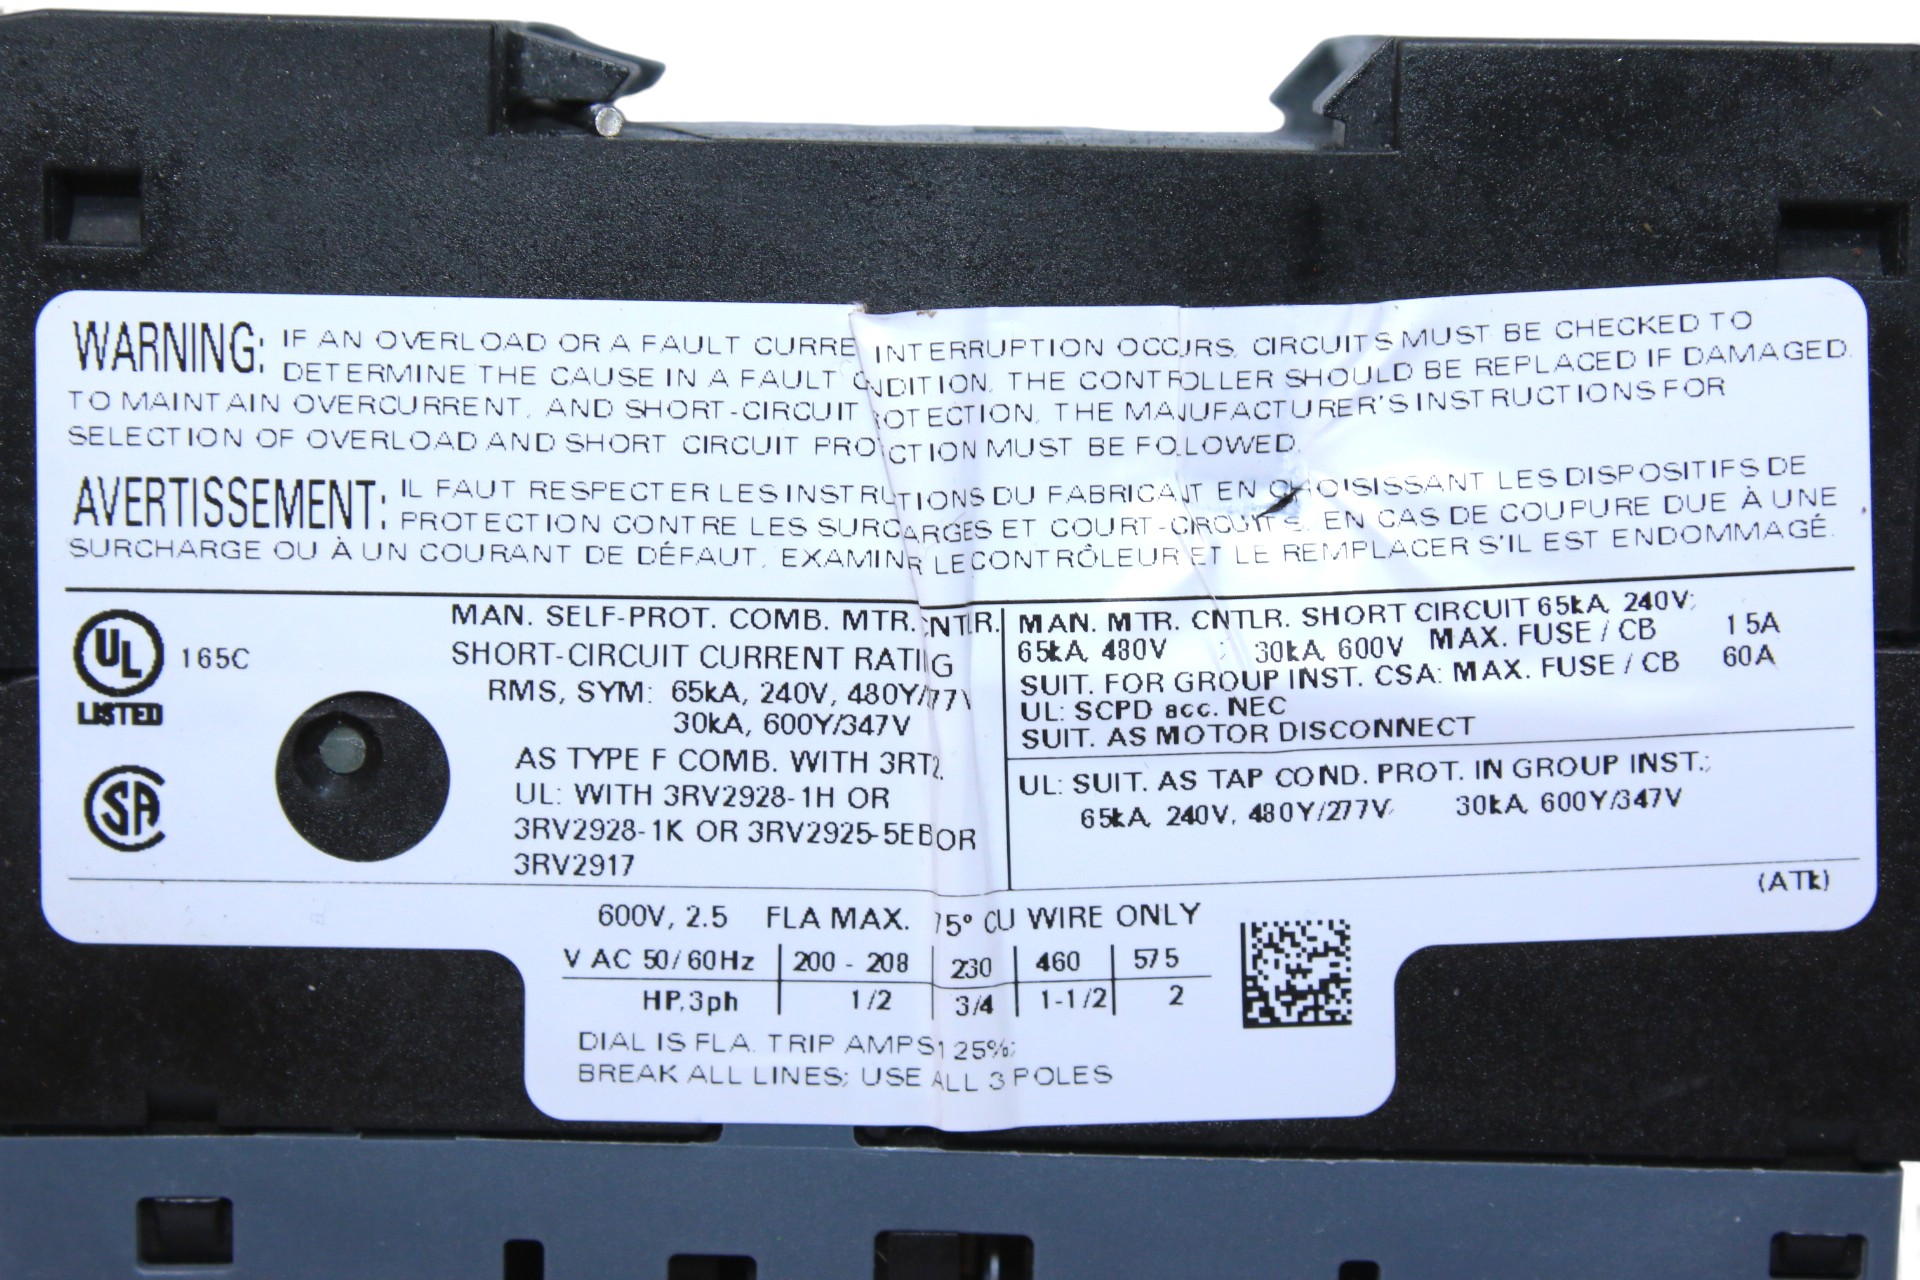 WARNING: IF AN OVERLOAD OR A FAULT CURRE INTERRUPTION OCCURS, CIRCUITS MUST BE CHECKED TO
DETERMINE THE CAUSE IN A FAULT NDITION. THE CONTROLLER SHOULD BE REPLACED IF DAMAGED.
TO MAINTAIN OVERCURRENT, AND SHORT-CIRCUIT OTECTION, THE MANUFACTURER'S INSTRUCTIONS FOR
SELECTION OF OVERLOAD AND SHORT CIRCUIT PRO CTION MUST BE FOLLOWED.
AVERTISSEMENT: IL FAUT RESPECTER LES INSTRUCTIONS DU FABRICANT EN CHOISISSANT LES DISPOSITIFS DE
PROTECTION CONTRE LES SURCARGES ET COURT-CIRCUITS. EN CAS DE COUPURE DUE À UNE
SURCHARGE OU À UN COURANT DE DÉFAUT, EXAMINR LE CONTRÔLEUR ET LE REMPLACER S'IL EST ENDOMMAGÉ.
UL
LISTED
165C
SA
MAN. SELF-PROT. COMB. MTR. CNTLR.
SHORT-CIRCUIT CURRENT RATIG
RMS, SYM: 65kA, 240V, 480Y/77V
30kA, 600Y/347V
AS TYPE F COMB. WITH 3RT2.
UL: WITH 3RV2928-1H OR
3RV2928-1K OR 3RV2925-5EB OR
3RV2917
MAN. MTR. CNTLR. SHORT CIRCUIT 65kA, 240V;
65kA, 480V ; 30kA, 600V MAX. FUSE / CB 15A
SUIT. FOR GROUP INST. CSA: MAX. FUSE / CB 60A
UL: SCPD acc. NEC
SUIT. AS MOTOR DISCONNECT
UL: SUIT. AS TAP COND. PROT. IN GROUP INST.;
65kA, 240V, 480Y/277V; 30kA, 600Y/347V
(ATk)
600V, 2.5 FLA MAX. 75° CU WIRE ONLY
V AC 50/60Hz 200 - 208 230 460 575
HP,3ph 1/2 3/4 1-1/2 2
DIAL IS FLA. TRIP AMPS 125%;
BREAK ALL LINES; USE ALL 3 POLES